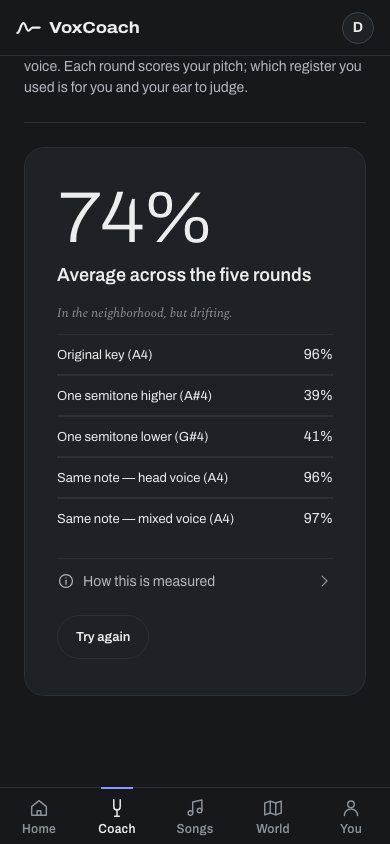 VoxCoach
D
voice. Each round scores your pitch; which register you
used is for you and your ear to judge.
74%
Average across the five rounds
In the neighborhood, but drifting.
Original key (A4) 96%
One semitone higher (A#4) 39%
One semitone lower (G#4) 41%
Same note — head voice (A4) 96%
Same note — mixed voice (A4) 97%
How this is measured
Try again
Home Coach Songs World You